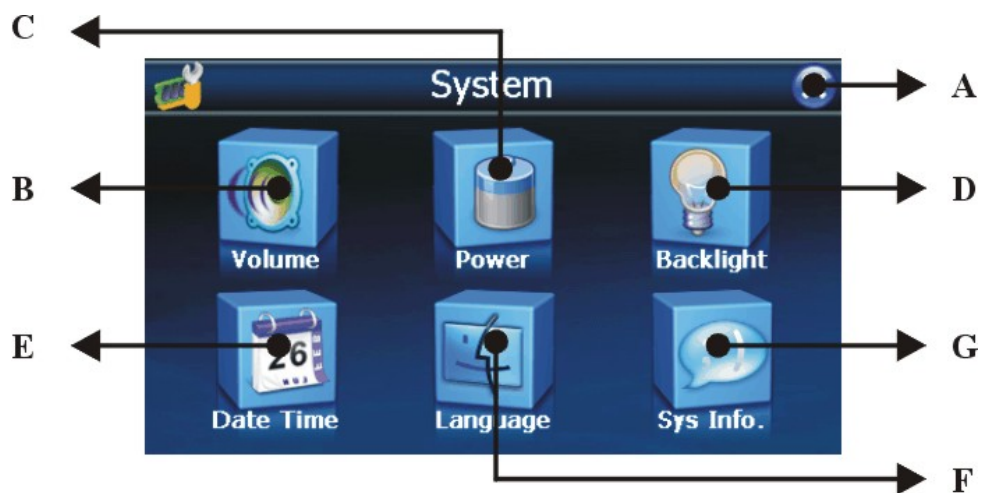 C
System
A
B
D
Volume
Power
Backlight
E
26
G
Date Time
Language
Sys Info.
F